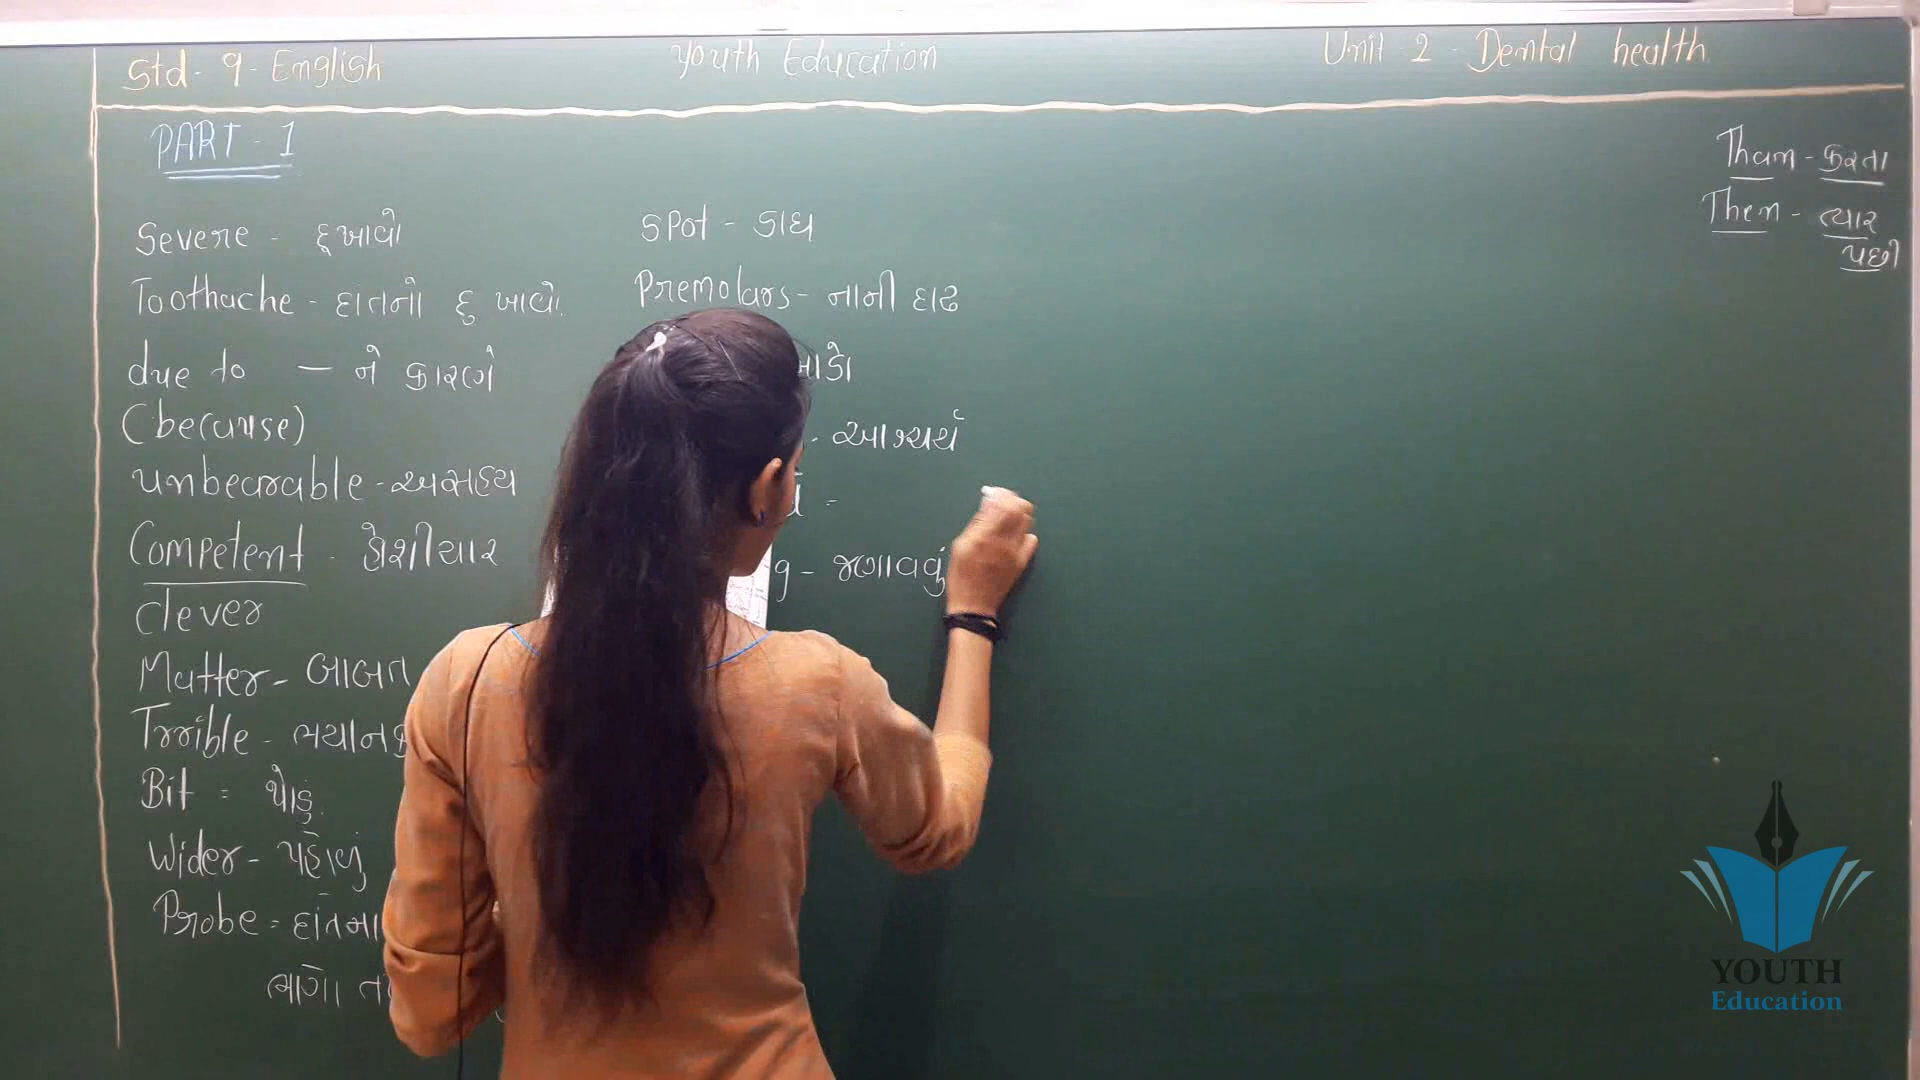 Std - 9 - English
Youth Education
Unit - 2 - Dental health
PART - 1
Severe - દૂખાવો
Toothache - દાતનો દુ ખાવો.
due to — ને કારણે
(because)
unbearable - અસહ્ય
Competent - હોશીયાર
clever
Matter - બાબત
Trrible - ભયાનક
Bit = થોડુ.
Wider - પહોળું
Probe = દાંતમા
ભાગો
Spot - ડાઘ
Premolars - નાની દાઢ
આશ્ચર્ય
g - જણાવવું
Than - કરતા
Then - ત્યાર
પછી
YOUTH
Education